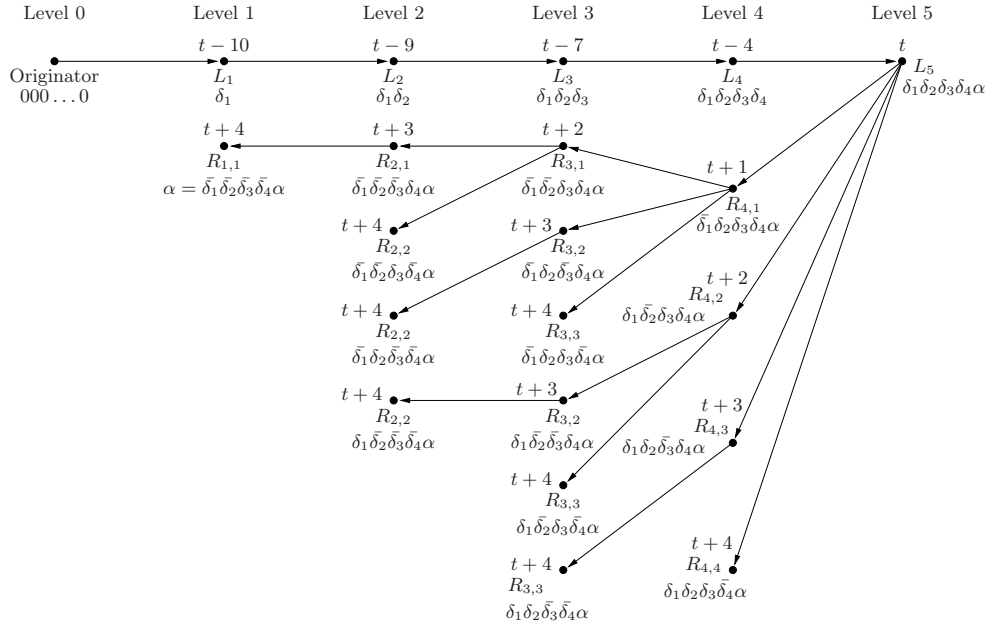 Level 0 Level 1 Level 2 Level 3 Level 4 Level 5
t − 10 t − 9 t − 7 t − 4 t
Originator L₁ L₂ L₃ L₄ L₅
000 . . . 0 δ₁ δ₁δ₂ δ₁δ₂δ₃ δ₁δ₂δ₃δ₄ δ₁δ₂δ₃δ₄α
t + 4 t + 3 t + 2
R₁,₁ R₂,₁ R₃,₁
α = δ̄₁δ̄₂δ̄₃δ̄₄α δ̄₁δ̄₂δ̄₃δ₄α δ̄₁δ̄₂δ₃δ₄α
t + 1
R₄,₁
δ̄₁δ₂δ₃δ₄α
t + 4 t + 3
R₂,₂ R₃,₂
δ̄₁δ̄₂δ₃δ̄₄α δ̄₁δ₂δ̄₃δ₄α
t + 2
R₄,₂
δ₁δ̄₂δ₃δ₄α
t + 4 t + 4
R₂,₂ R₃,₃
δ̄₁δ₂δ̄₃δ̄₄α δ̄₁δ₂δ₃δ̄₄α
t + 4 t + 3
R₂,₂ R₃,₂
δ₁δ̄₂δ̄₃δ̄₄α δ₁δ̄₂δ̄₃δ₄α
t + 3
R₄,₃
δ₁δ₂δ̄₃δ₄α
t + 4
R₃,₃
δ₁δ̄₂δ₃δ̄₄α
t + 4
R₃,₃
δ₁δ₂δ̄₃δ̄₄α
t + 4
R₄,₄
δ₁δ₂δ₃δ̄₄α